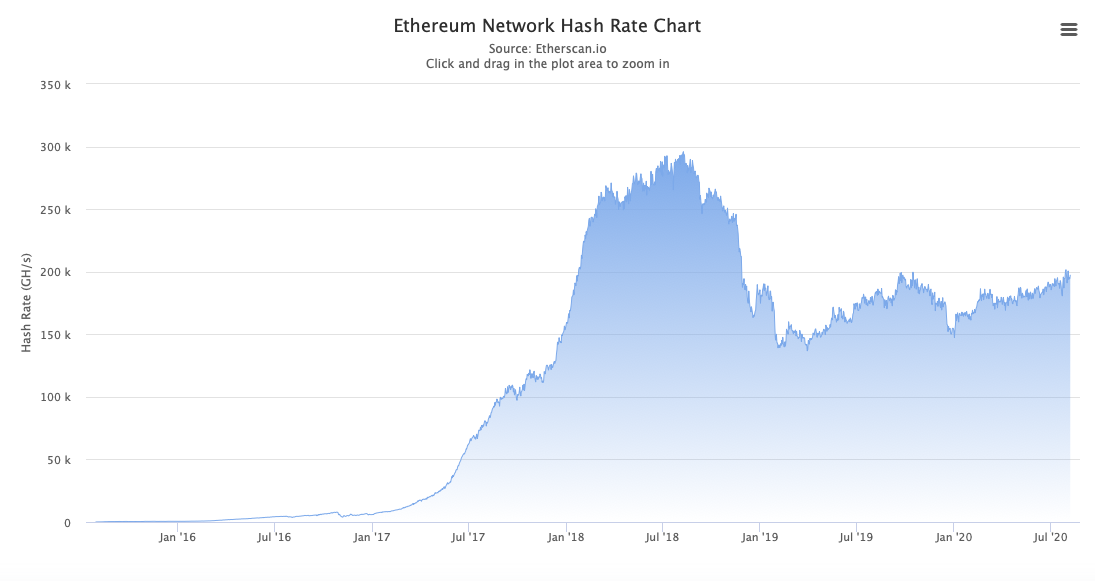 Ethereum Network Hash Rate Chart
Source: Etherscan.io
Click and drag in the plot area to zoom in
Hash Rate (GH/s)
350 k
300 k
250 k
200 k
150 k
100 k
50 k
0
Jan '16 Jul '16 Jan '17 Jul '17 Jan '18 Jul '18 Jan '19 Jul '19 Jan '20 Jul '20